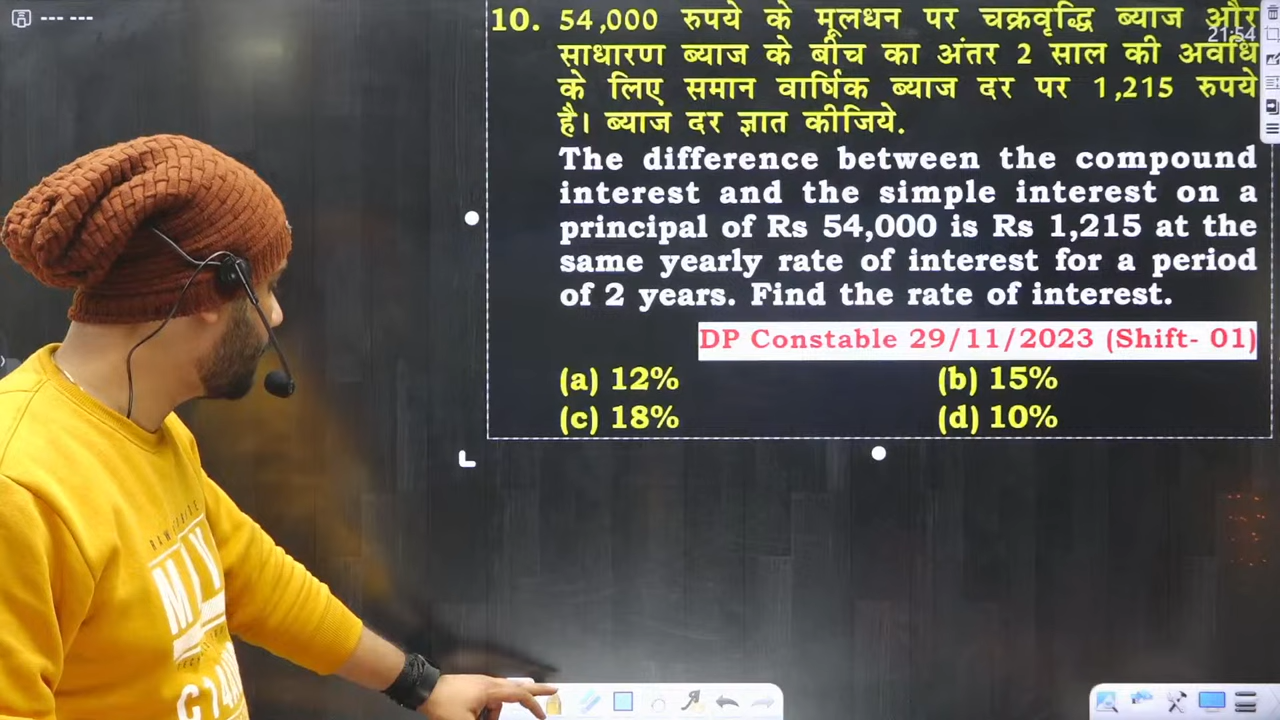 21:54
10. 54,000 रुपये के मूलधन पर चक्रवृद्धि ब्याज और
साधारण ब्याज के बीच का अंतर 2 साल की अवधि
के लिए समान वार्षिक ब्याज दर पर 1,215 रुपये
है। ब्याज दर ज्ञात कीजिये.
The difference between the compound
interest and the simple interest on a
principal of Rs 54,000 is Rs 1,215 at the
same yearly rate of interest for a period
of 2 years. Find the rate of interest.
DP Constable 29/11/2023 (Shift- 01)
(a) 12% (b) 15%
(c) 18% (d) 10%